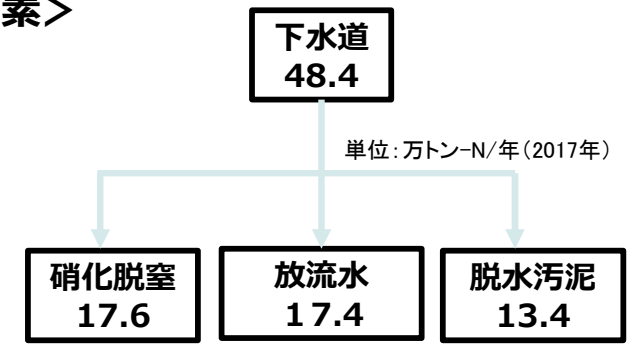 素＞
下水道
48.4
単位：万トン-N/年（2017年）
硝化脱窒
17.6
放流水
１７.4
脱水汚泥
13.4